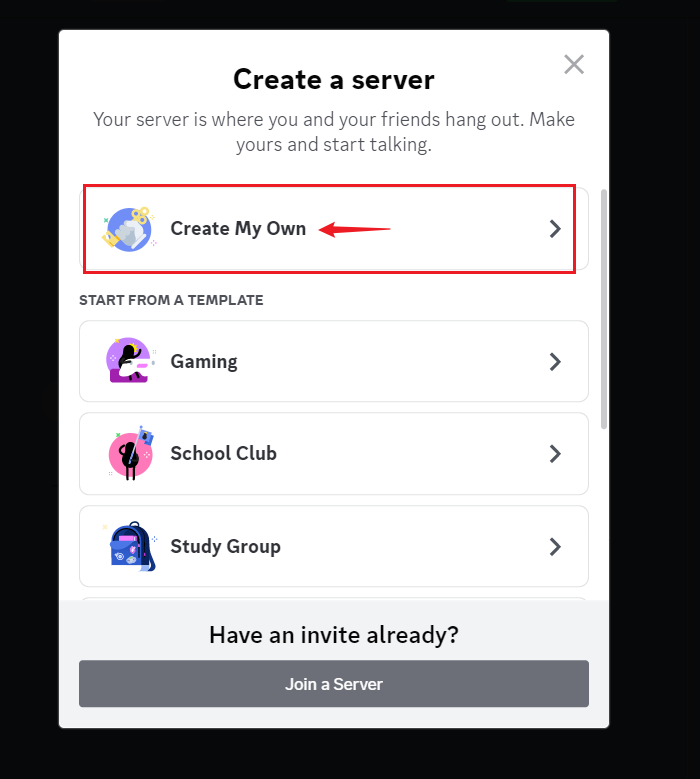 Create a server
Your server is where you and your friends hang out. Make
yours and start talking.
Create My Own
START FROM A TEMPLATE
Gaming
School Club
Study Group
Have an invite already?
Join a Server